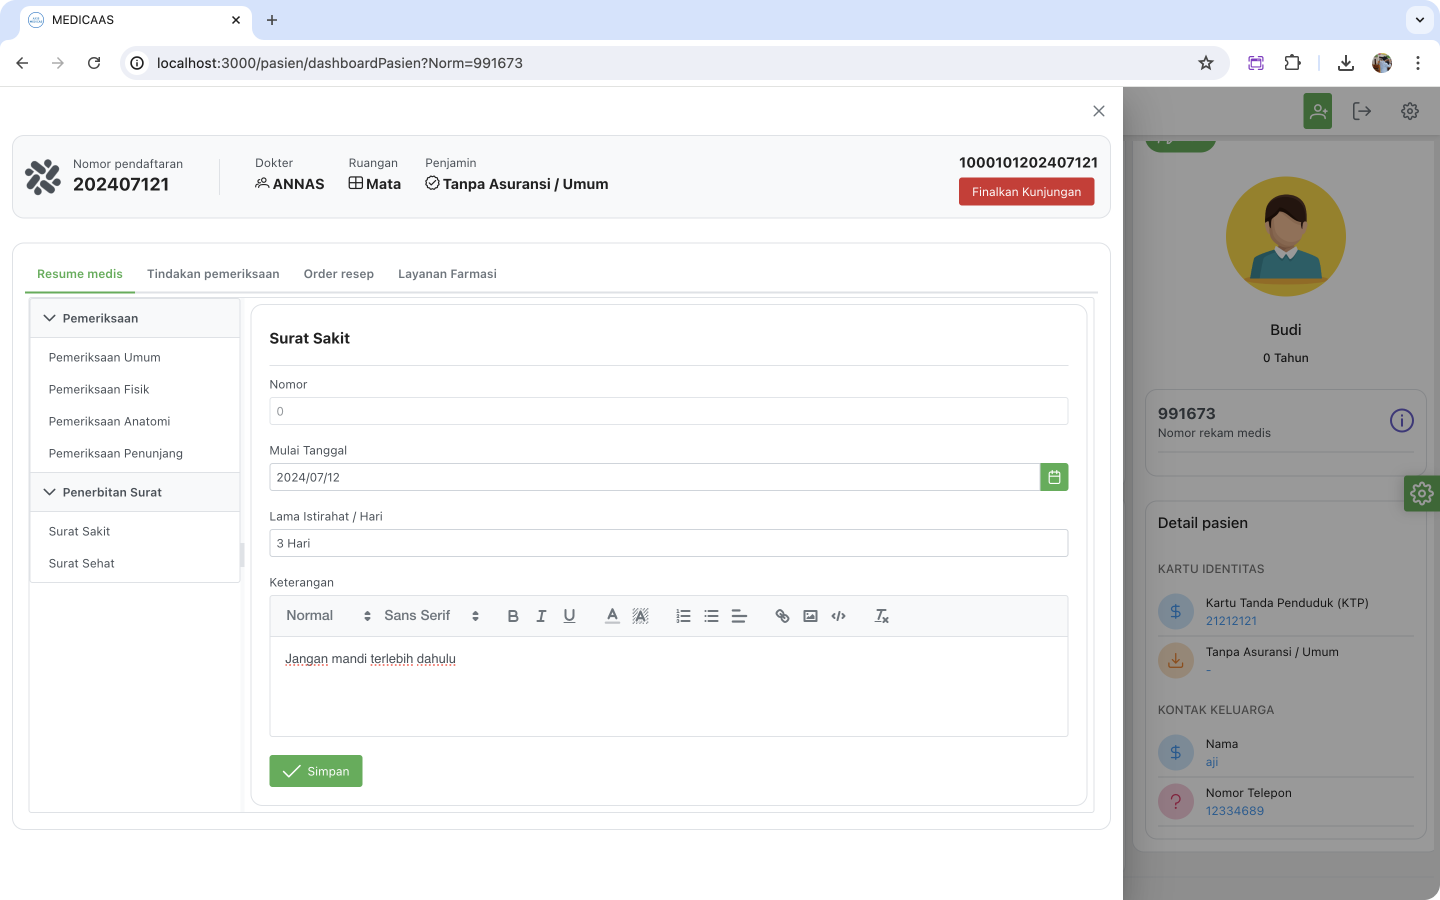 MEDICAAS
localhost:3000/pasien/dashboardPasien?Norm=991673
Nomor pendaftaran
202407121
Dokter
ANNAS
Ruangan
Mata
Penjamin
Tanpa Asuransi / Umum
1000101202407121
Finalkan Kunjungan
Resume medis
Tindakan pemeriksaan
Order resep
Layanan Farmasi
Pemeriksaan
Pemeriksaan Umum
Pemeriksaan Fisik
Pemeriksaan Anatomi
Pemeriksaan Penunjang
Penerbitan Surat
Surat Sakit
Surat Sehat
Surat Sakit
Nomor
0
Mulai Tanggal
2024/07/12
Lama Istirahat / Hari
3 Hari
Keterangan
Normal
Sans Serif
Jangan mandi terlebih dahulu
Simpan
Budi
0 Tahun
991673
Nomor rekam medis
Detail pasien
KARTU IDENTITAS
Kartu Tanda Penduduk (KTP)
21212121
Tanpa Asuransi / Umum
-
KONTAK KELUARGA
Nama
aji
Nomor Telepon
12334689